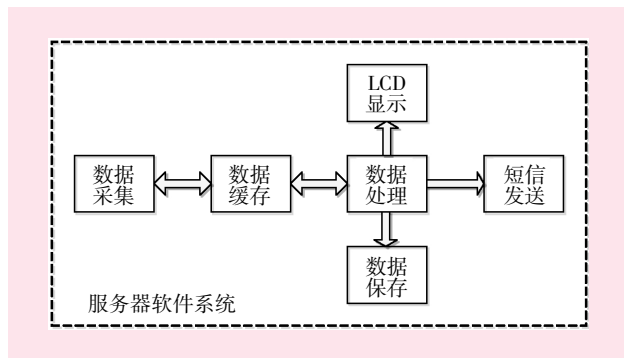 LCD
显示
数据
采集
数据
缓存
数据
处理
短信
发送
数据
保存
服务器软件系统